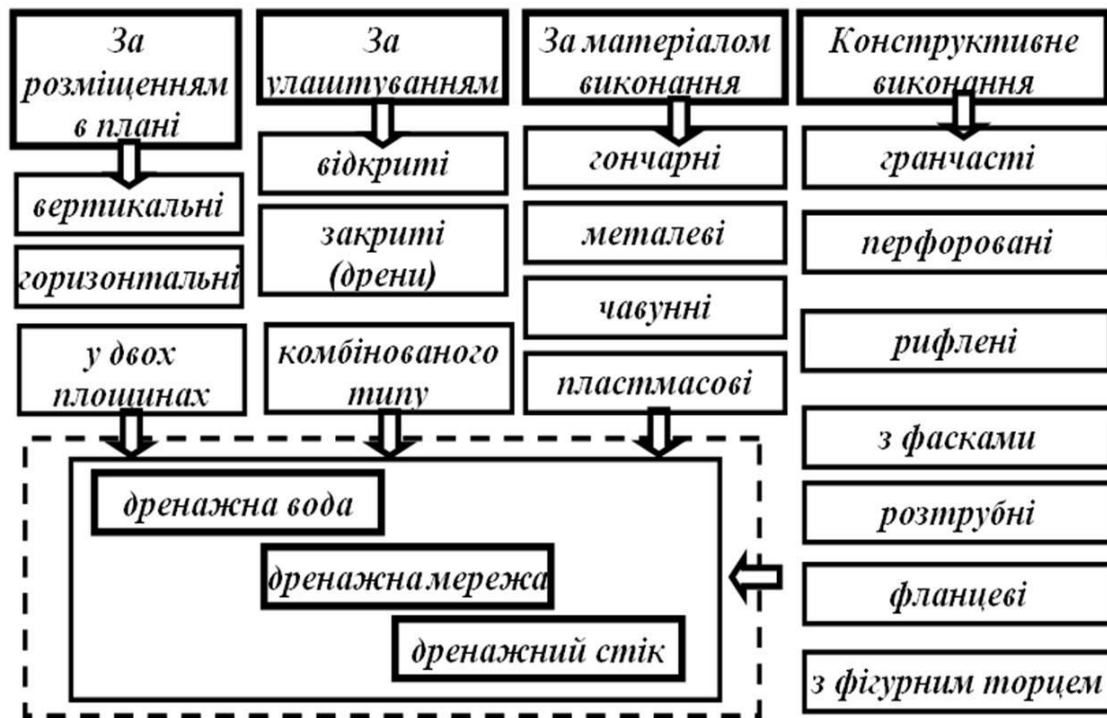 За
розміщенням
в плані
вертикальні
горизонтальні
у двох
площинах
За
улаштуванням
відкриті
закриті
(дрени)
комбінованого
типу
За матеріалом
виконання
гончарні
металеві
чавунні
пластмасові
Конструктивне
виконання
гранчасті
перфоровані
рифлені
з фасками
розтрубні
фланцеві
з фігурним торцем
дренажна вода
дренажна мережа
дренажний стік